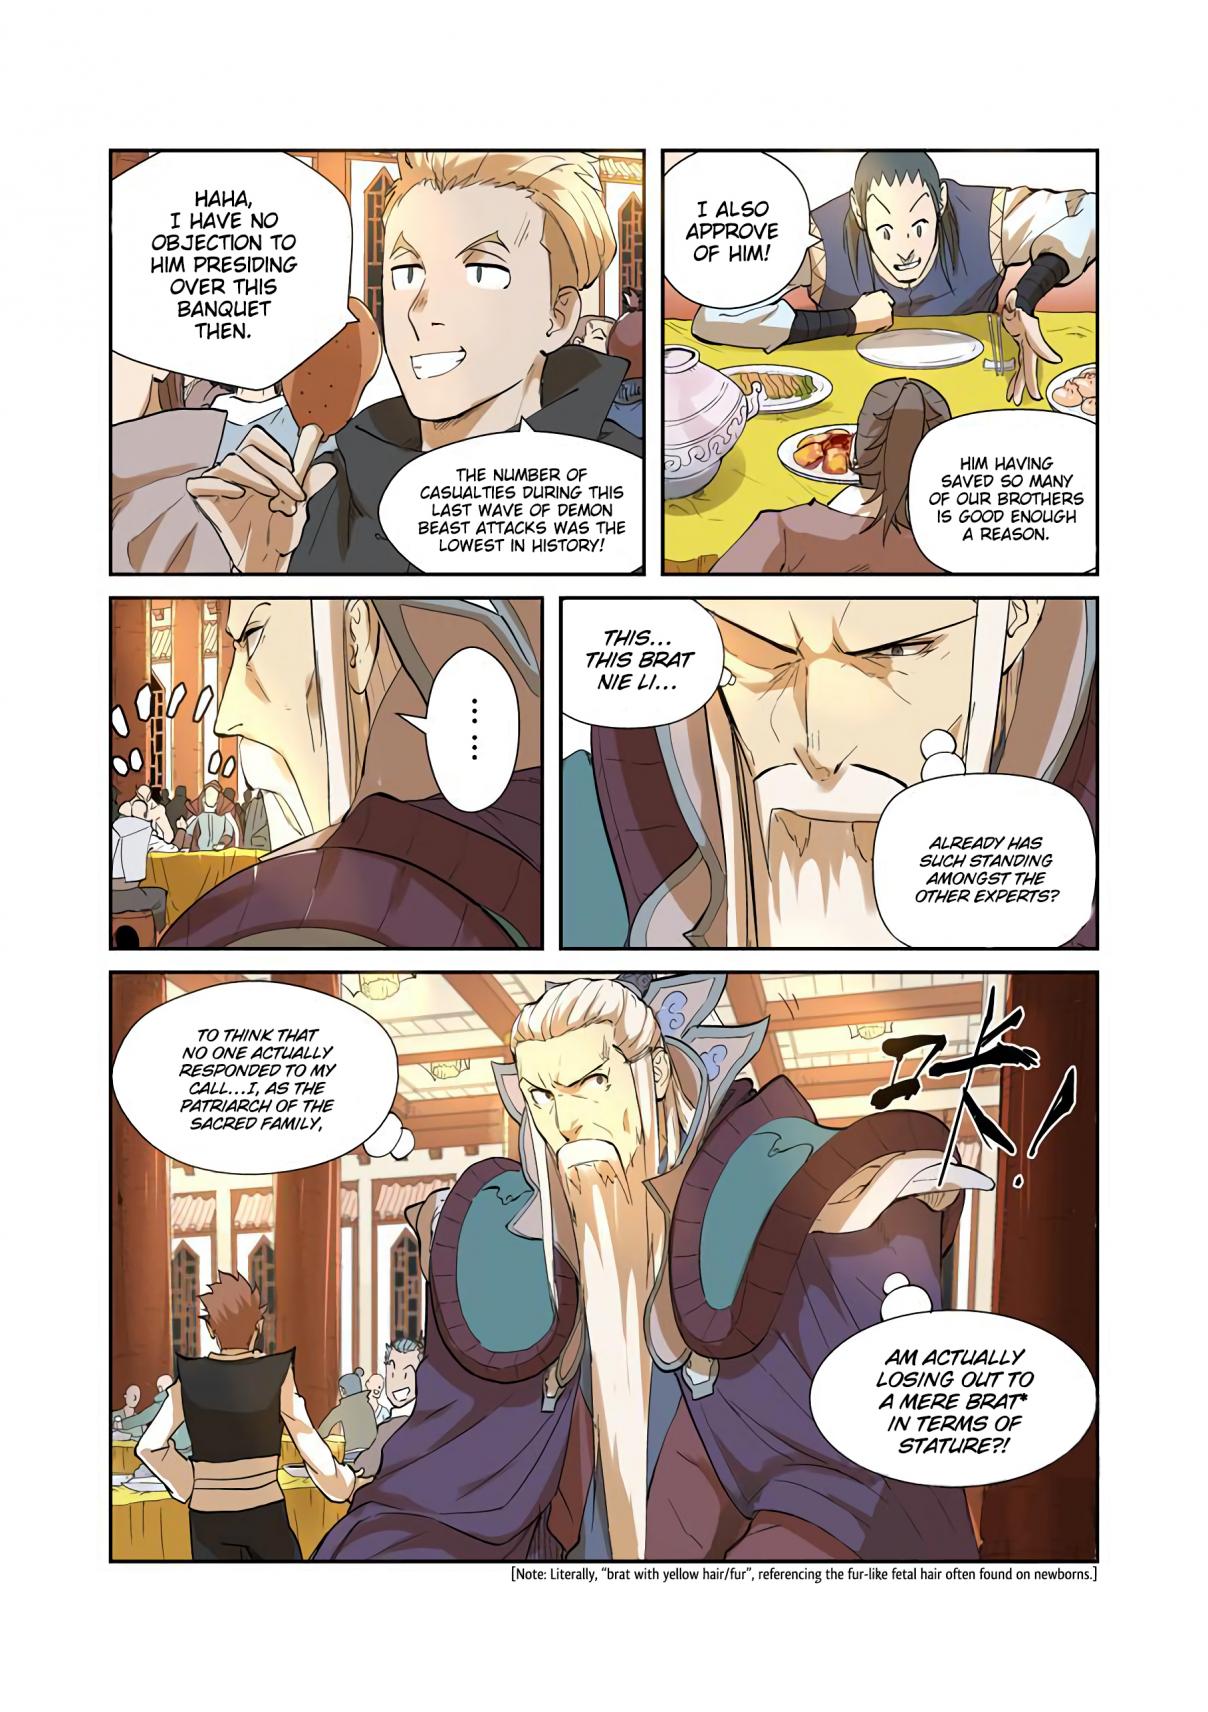 HAHA,
I HAVE NO
OBJECTION TO
HIM PRESIDING
OVER THIS
BANQUET
THEN.
THE NUMBER OF
CASUALTIES DURING THIS
LAST WAVE OF DEMON
BEAST ATTACKS WAS THE
LOWEST IN HISTORY!
I ALSO
APPROVE
OF HIM!
HIM HAVING
SAVED SO MANY
OF OUR BROTHERS
IS GOOD ENOUGH
A REASON.
......
THIS...
THIS BRAT
NIE LI...
ALREADY HAS
SUCH STANDING
AMONGST THE
OTHER EXPERTS?
TO THINK THAT
NO ONE ACTUALLY
RESPONDED TO MY
CALL...I, AS THE
PATRIARCH OF THE
SACRED FAMILY,
AM ACTUALLY
LOSING OUT TO
A MERE BRAT*
IN TERMS OF
STATURE?!
[Note: Literally, "brat with yellow hair/fur", referencing the fur-like fetal hair often found on newborns.]